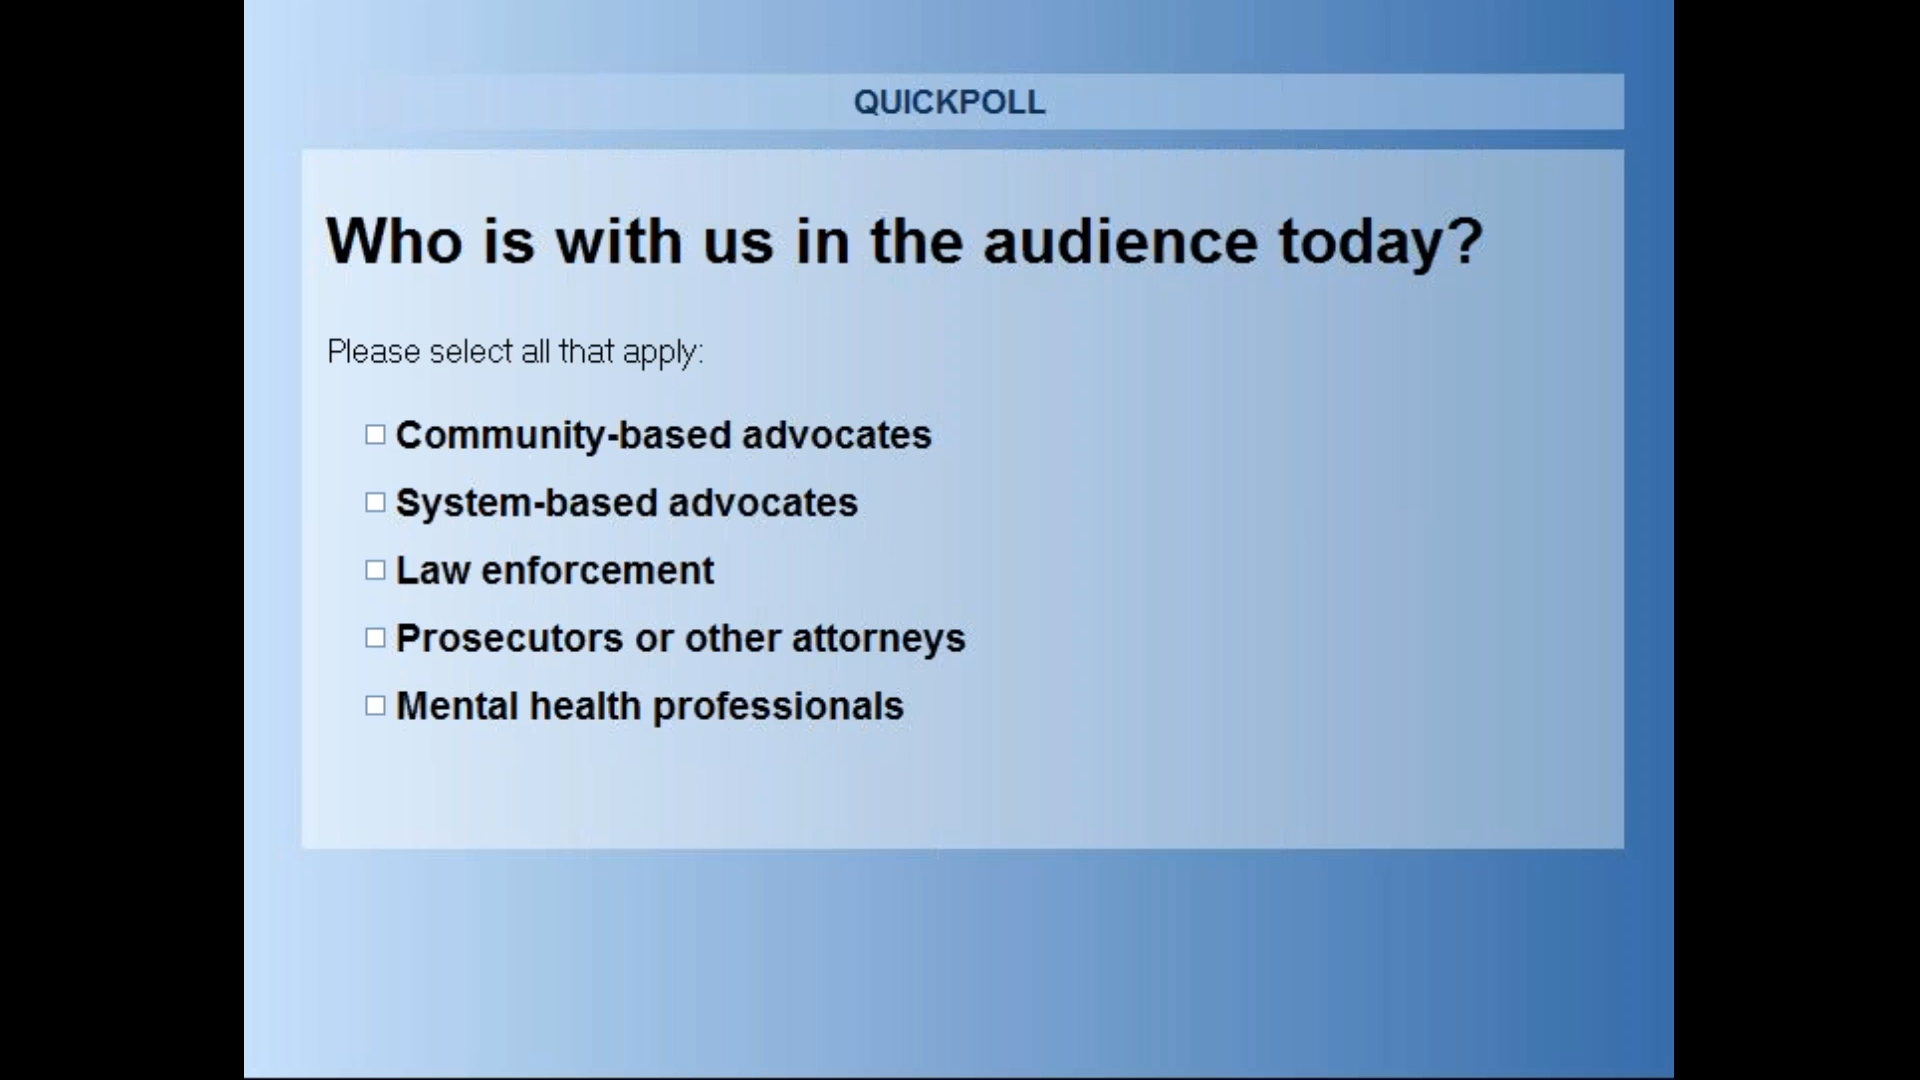 QUICKPOLL
Who is with us in the audience today?
Please select all that apply:
Community-based advocates
System-based advocates
Law enforcement
Prosecutors or other attorneys
Mental health professionals